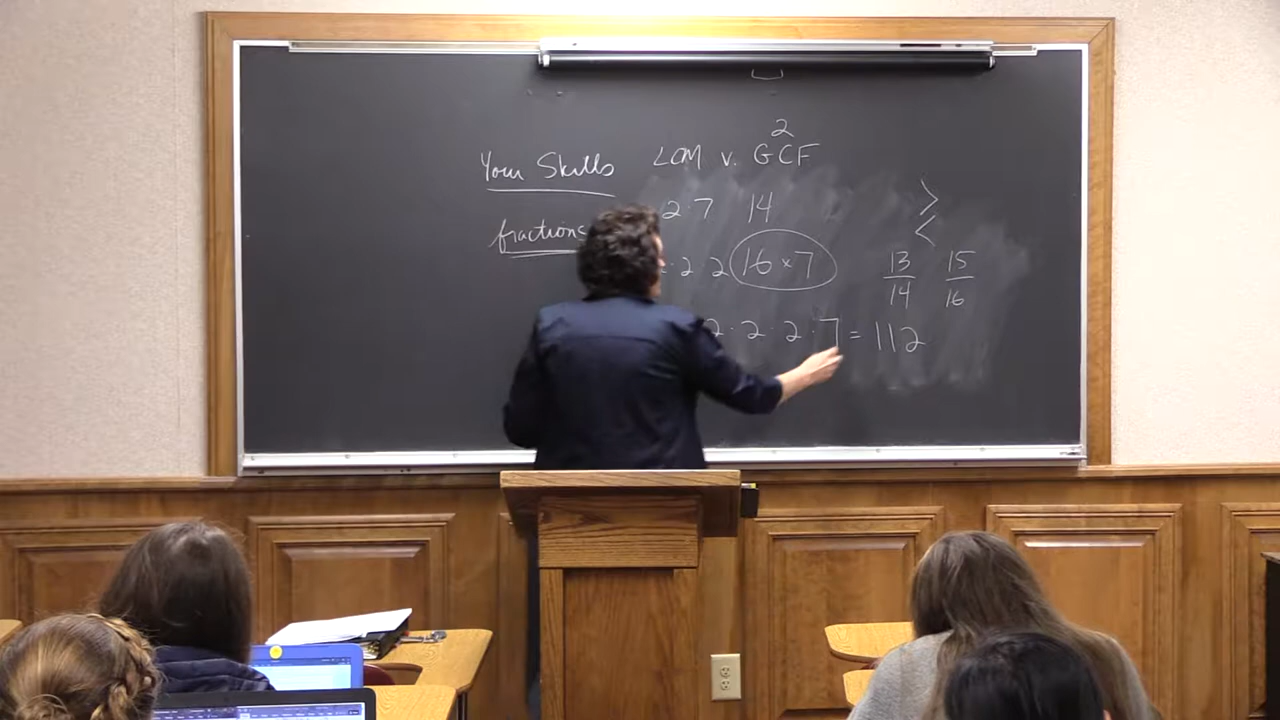 2
Your Skills LCM v. GCF
> 
2 · 7 14
<
fractions
· 2 2 16 × 7 13/14 15/16
2 · 2 · 2 · 7 = 112